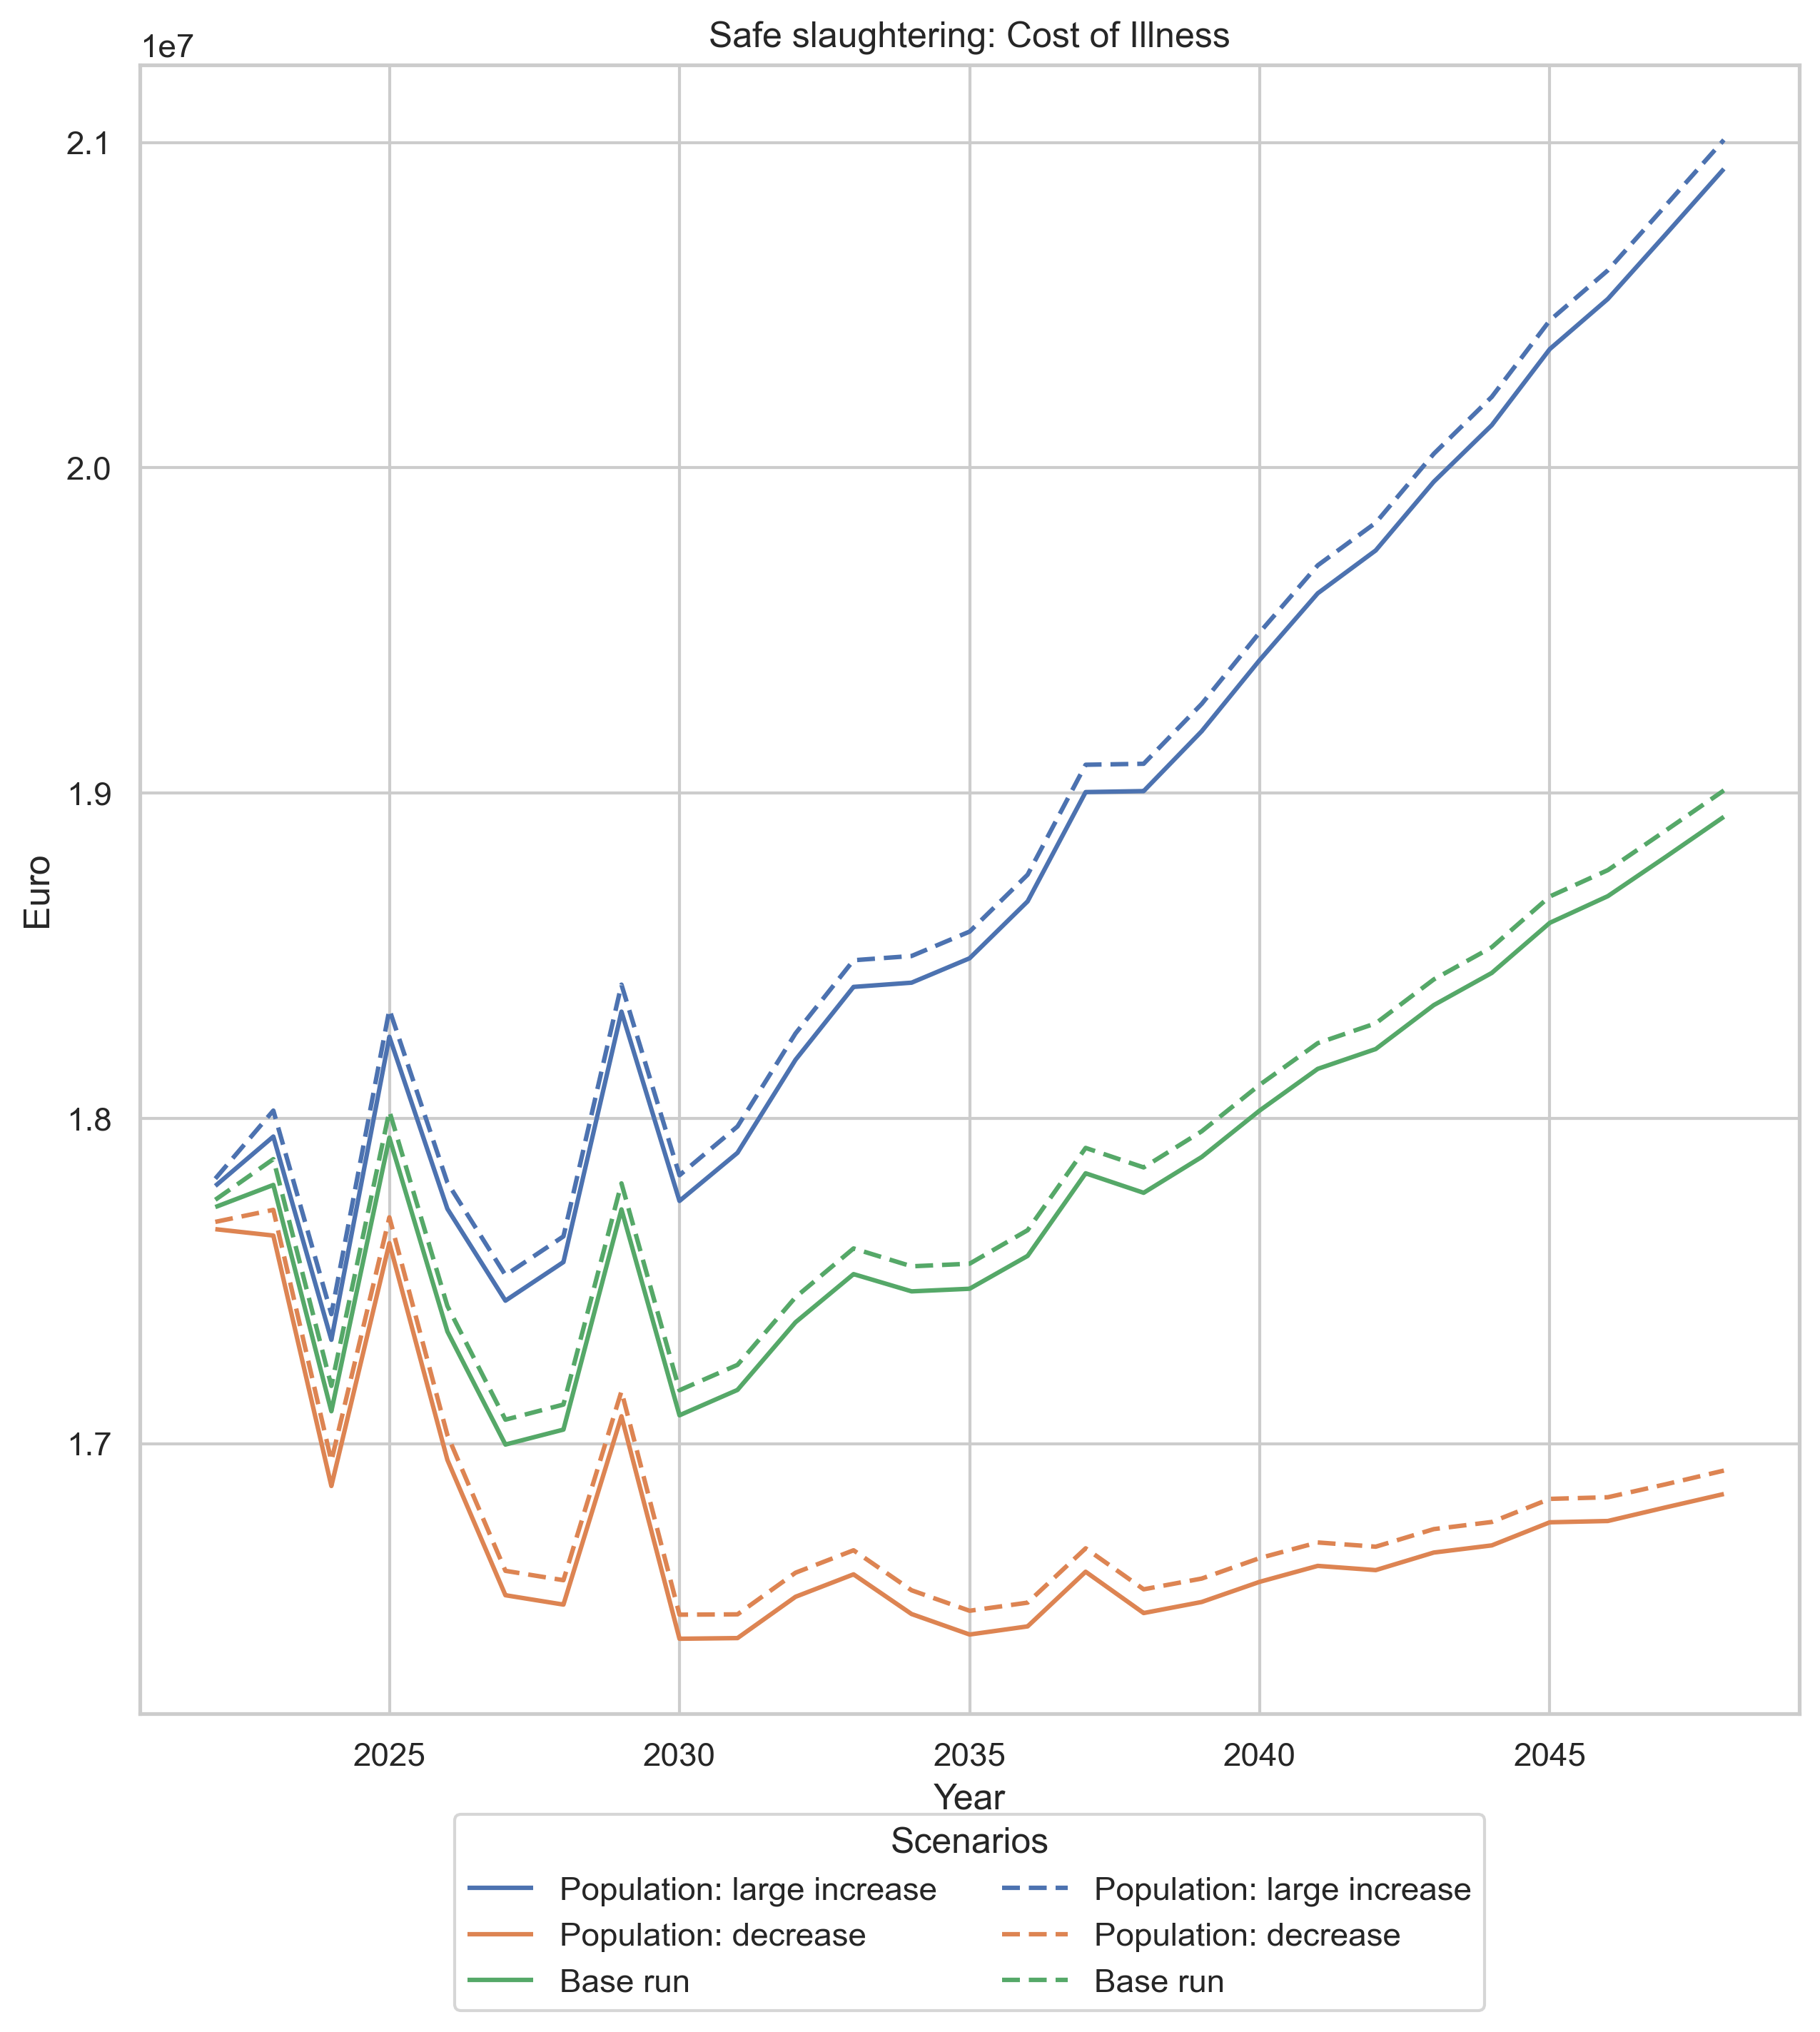 Safe slaughtering: Cost of Illness
1e7
2.1
2.0
1.9
1.8
1.7
Euro
2025 2030 2035 2040 2045
Year
Scenarios
Population: large increase Population: large increase
Population: decrease Population: decrease
Base run Base run